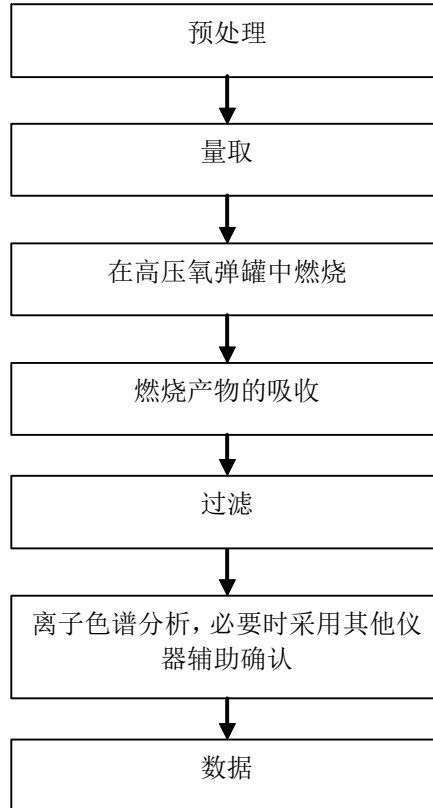 预处理
量取
在高压氧弹罐中燃烧
燃烧产物的吸收
过滤
离子色谱分析，必要时采用其他仪
器辅助确认
数据